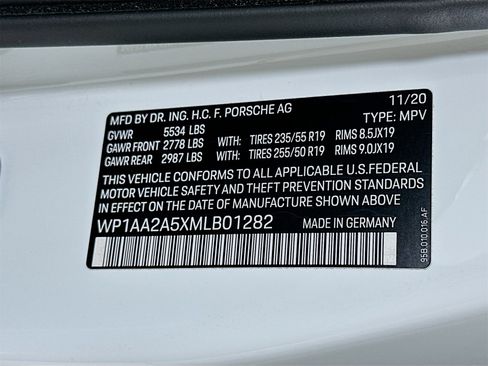 MFD BY DR. ING. H.C. F. PORSCHE AG 11/20
GVWR 5534 LBS TYPE: MPV
GAWR FRONT 2778 LBS WITH: TIRES 235/55 R19 RIMS 8.5JX19
GAWR REAR 2987 LBS WITH: TIRES 255/50 R19 RIMS 9.0JX19
THIS VEHICLE CONFORMS TO ALL APPLICABLE U.S.FEDERAL
MOTOR VEHICLE SAFETY AND THEFT PREVENTION STANDARDS
IN EFFECT ON THE DATE OF MANUFACTURE SHOWN ABOVE
WP1AA2A5XMLB01282 MADE IN GERMANY
95B.010.016.AF